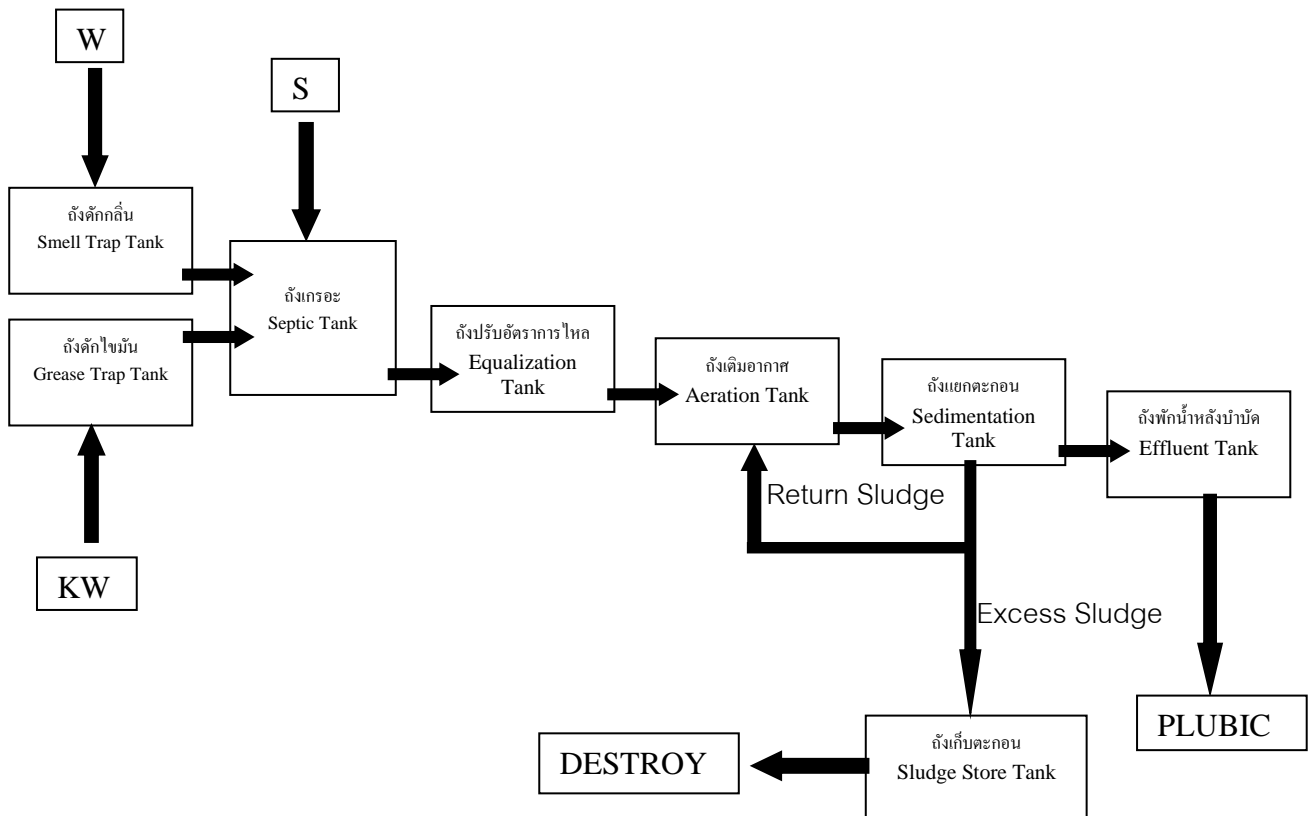 W
S
ถังดักกลิ่น
Smell Trap Tank
ถังเกรอะ
Septic Tank
ถังดักไขมัน
Grease Trap Tank
ถังปรับอัตราการไหล
Equalization
Tank
ถังเติมอากาศ
Aeration Tank
ถังแยกตะกอน
Sedimentation
Tank
ถังพักน้ำหลังบำบัด
Effluent Tank
Return Sludge
KW
Excess Sludge
PLUBIC
DESTROY
ถังเก็บตะกอน
Sludge Store Tank